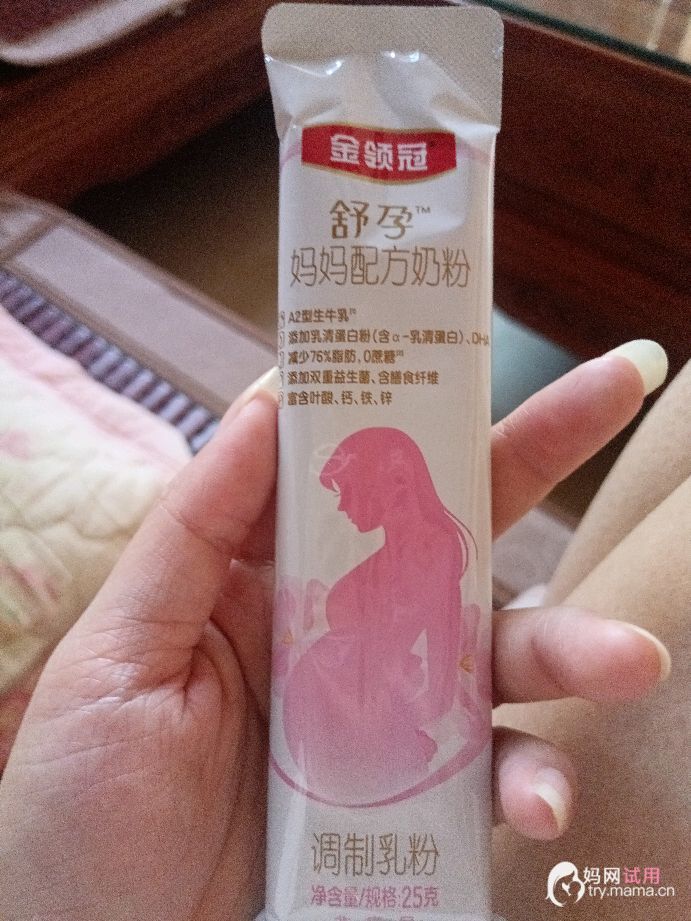 金领冠
舒孕™
妈妈配方奶粉
A2型生牛乳
添加乳清蛋白粉(含α-乳清蛋白)、DHA
减少76%脂肪,0蔗糖
添加双重益生菌、含膳食纤维
富含叶酸、钙、铁、锌
调制乳粉
净含量/规格:25克
妈网试用
try.mama.cn